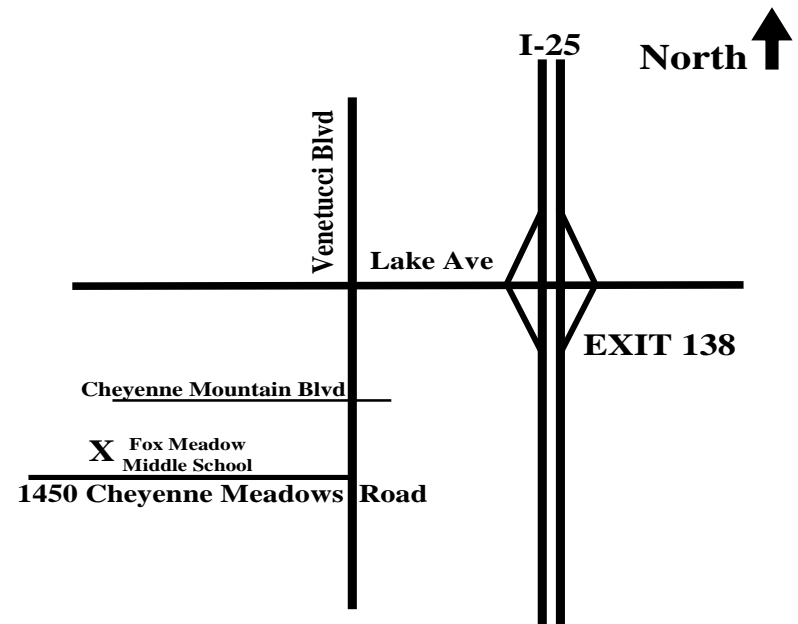 I-25
North
Venetucci Blvd
Lake Ave
EXIT 138
Cheyenne Mountain Blvd
X Fox Meadow
Middle School
1450 Cheyenne Meadows Road